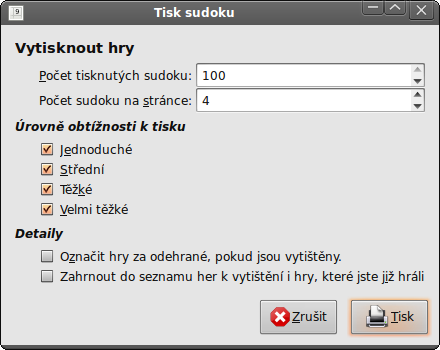 Tisk sudoku
Vytisknout hry
Počet tisknutých sudoku: 100
Počet sudoku na stránce: 4
Úrovně obtížnosti k tisku
Jednoduché
Střední
Těžké
Velmi těžké
Detaily
Označit hry za odehrané, pokud jsou vytištěny.
Zahrnout do seznamu her k vytištění i hry, které jste již hráli
Zrušit Tisk